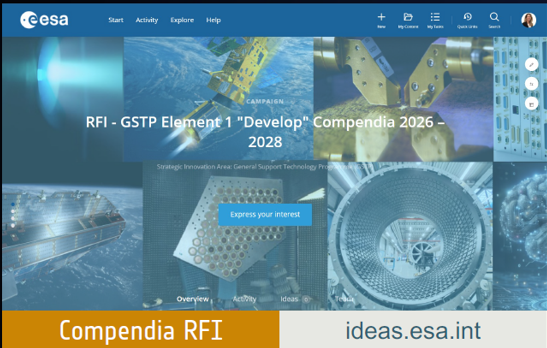 esa
Start Activity Explore Help
New My Content My Tasks Quick Links Search
CAMPAIGN
RFI - GSTP Element 1 "Develop" Compendia 2026 –
2028
Strategic Innovation Area: General Support Technology
Express your interest
Overview Activity Ideas Team
Compendia RFI
ideas.esa.int